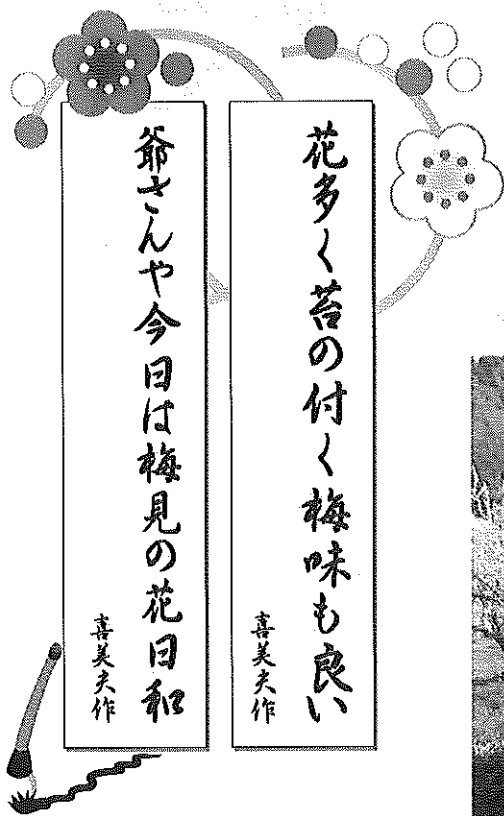 花多く苔の付く梅味も良い
喜美夫作
爺さんや今日は梅見の花日和
喜美夫作